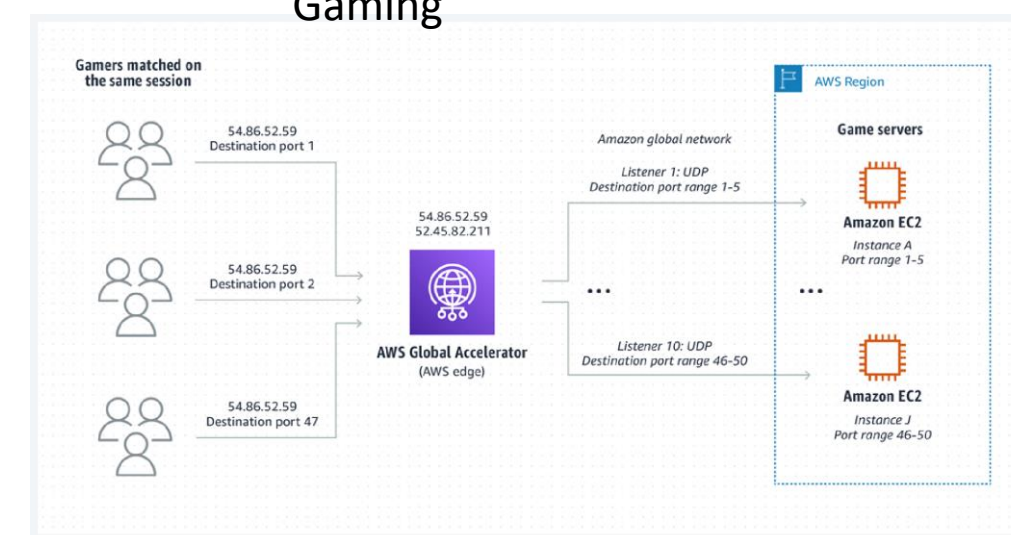 Gaming
Gamers matched on
the same session
54.86.52.59
Destination port 1
54.86.52.59
Destination port 2
54.86.52.59
Destination port 47
54.86.52.59
52.45.82.211
AWS Global Accelerator
(AWS edge)
Amazon global network
Listener 1: UDP
Destination port range 1-5
...
Listener 10: UDP
Destination port range 46-50
AWS Region
Game servers
Amazon EC2
Instance A
Port range 1-5
...
Amazon EC2
Instance J
Port range 46-50